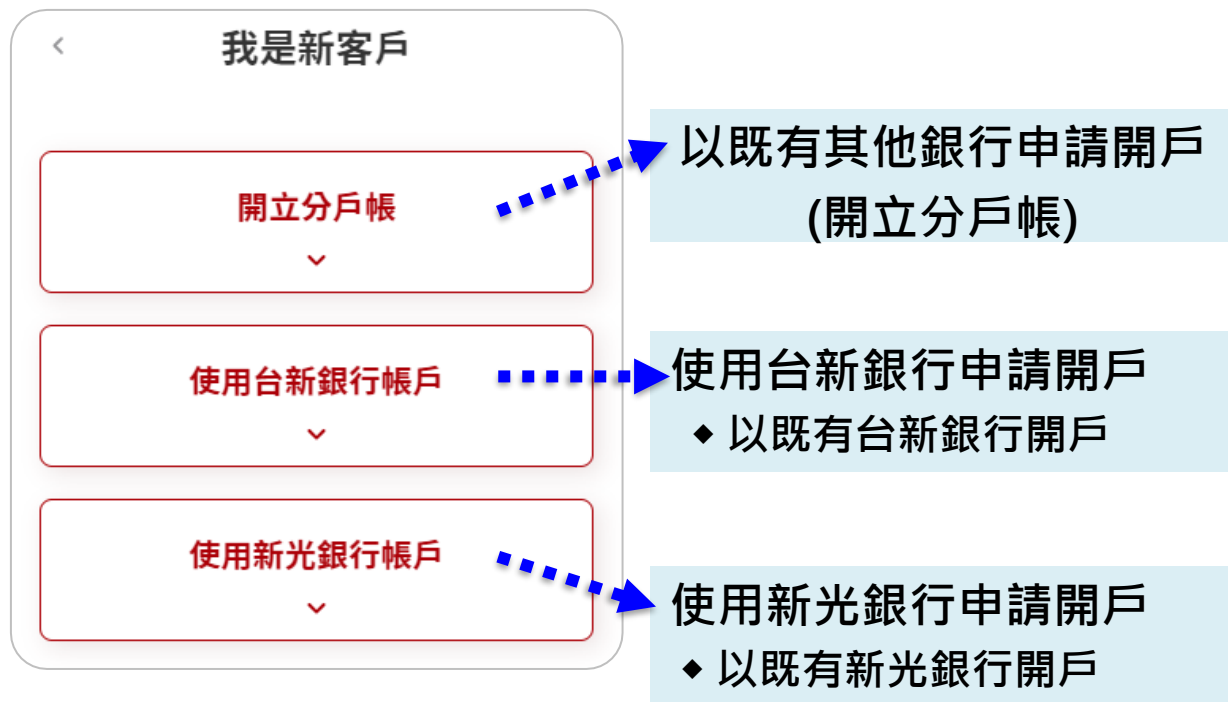 我是新客戶
開立分戶帳
使用台新銀行帳戶
使用新光銀行帳戶
以既有其他銀行申請開戶
(開立分戶帳)
使用台新銀行申請開戶
◆ 以既有台新銀行開戶
使用新光銀行申請開戶
◆ 以既有新光銀行開戶